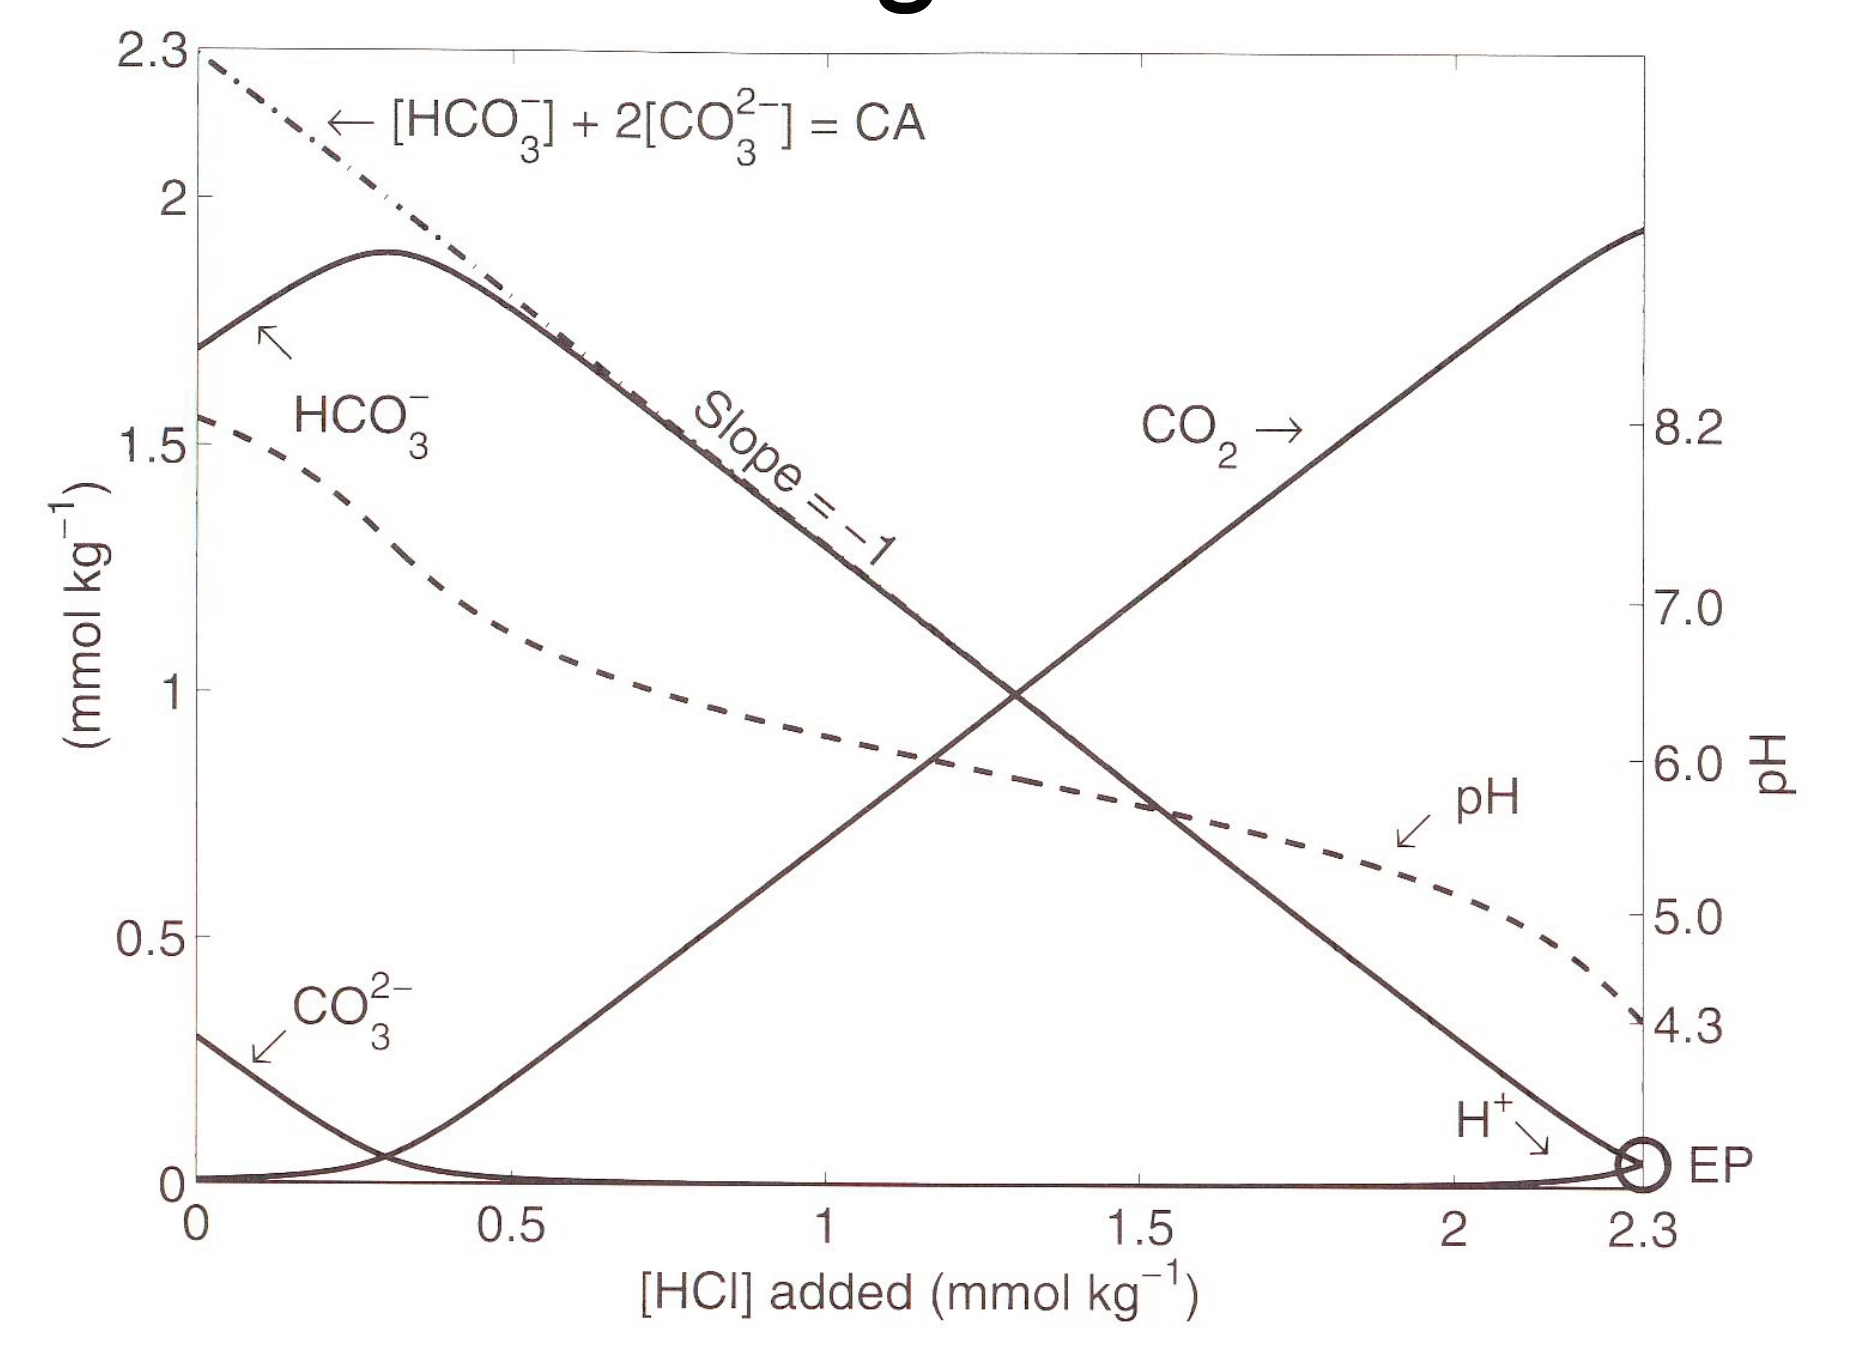 g
2.3
← [HCO₃⁻] + 2[CO₃²⁻] = CA
2
HCO₃⁻
1.5
Slope = −1
CO₂ →
8.2
7.0
1
6.0
pH
5.0
0.5
CO₃²⁻
4.3
H⁺
EP
0
(mmol kg⁻¹)
pH
0 0.5 1 1.5 2 2.3
[HCl] added (mmol kg⁻¹)